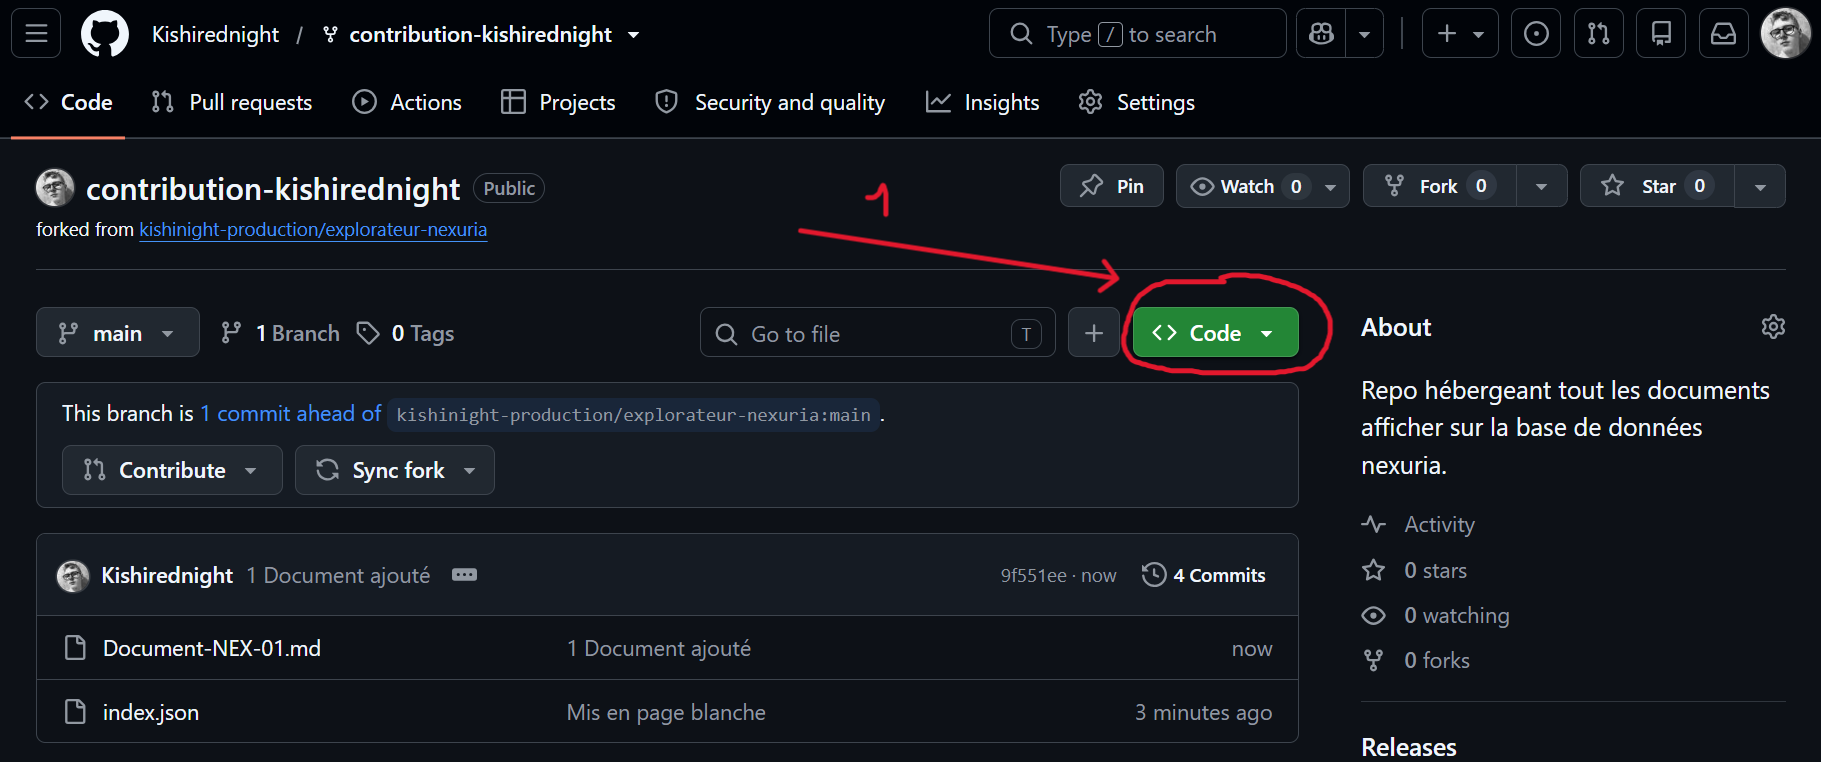 Kishirednight / contribution-kishirednight
Type / to search
Code Pull requests Actions Projects Security and quality Insights Settings
contribution-kishirednight Public
forked from kishinight-production/explorateur-nexuria
1
Pin Watch 0 Fork 0 Star 0
main 1 Branch 0 Tags
Go to file T
Code
This branch is 1 commit ahead of kishinight-production/explorateur-nexuria:main.
Contribute Sync fork
Kishirednight 1 Document ajouté 9f551ee · now 4 Commits
Document-NEX-01.md 1 Document ajouté now
index.json Mis en page blanche 3 minutes ago
About
Repo hébergeant tout les documents
afficher sur la base de données
nexuria.
Activity
0 stars
0 watching
0 forks
Releases